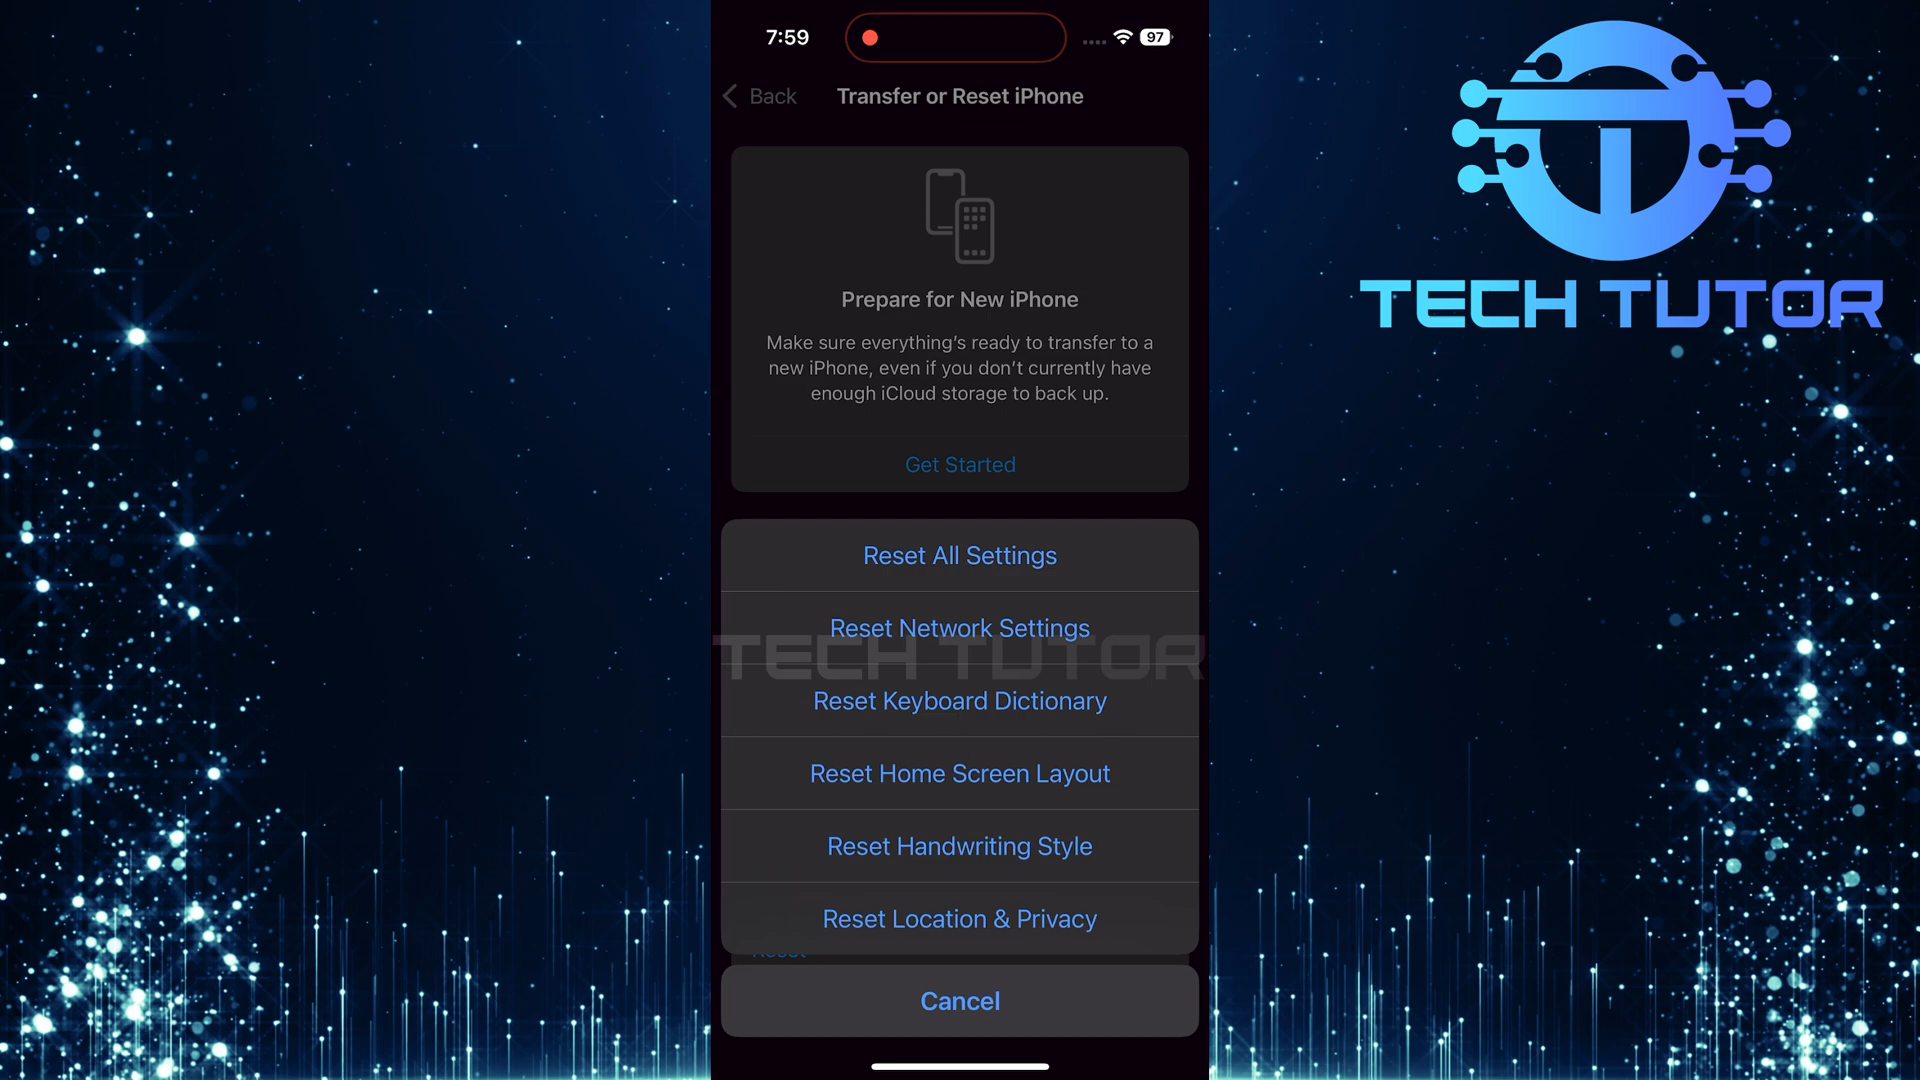 7:59
97
Back
Transfer or Reset iPhone
Prepare for New iPhone
Make sure everything's ready to transfer to a
new iPhone, even if you don't currently have
enough iCloud storage to back up.
Get Started
Reset All Settings
Reset Network Settings
TECH TUTOR
Reset Keyboard Dictionary
Reset Home Screen Layout
Reset Handwriting Style
Reset Location & Privacy
Reset
Cancel
TECH TUTOR